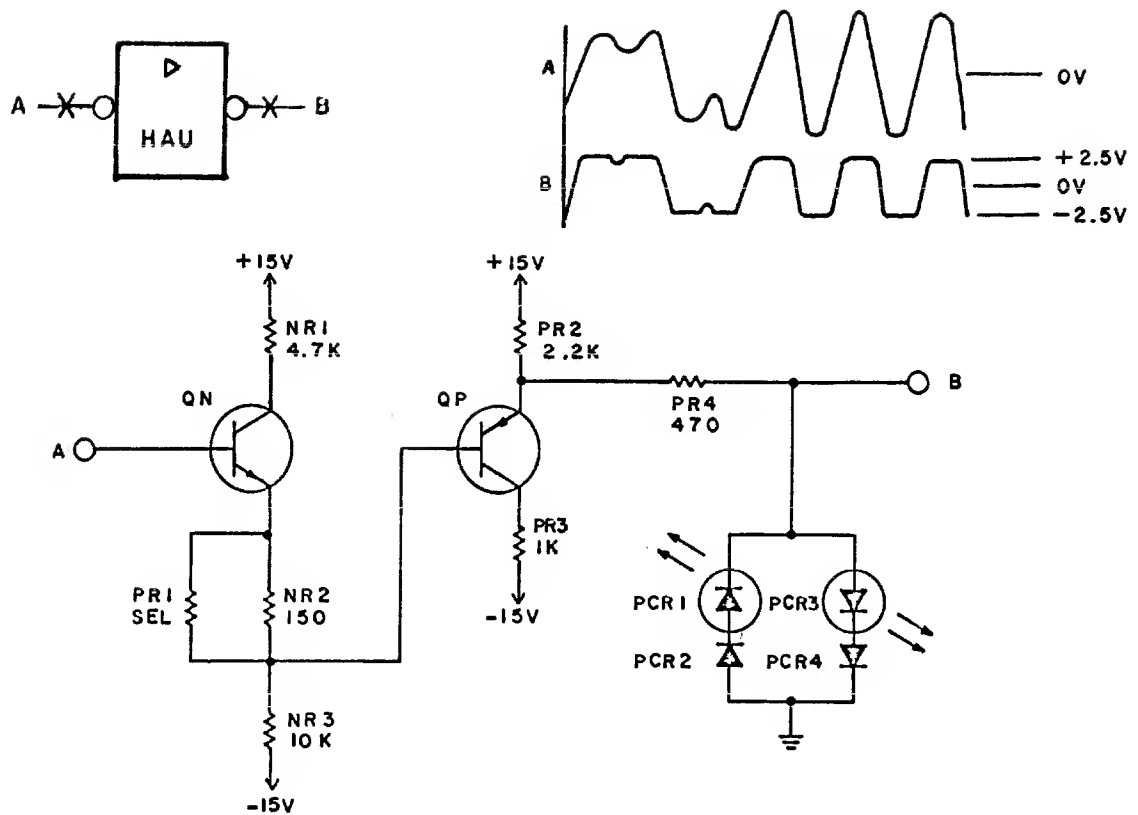 A
HAU
B
A
0V
B
+2.5V
0V
-2.5V
+15V
NR1
4.7K
QN
A
PR1
SEL
NR2
150
NR3
10K
-15V
+15V
PR2
2.2K
QP
PR4
470
B
PR3
1K
-15V
PCR1
PCR2
PCR3
PCR4